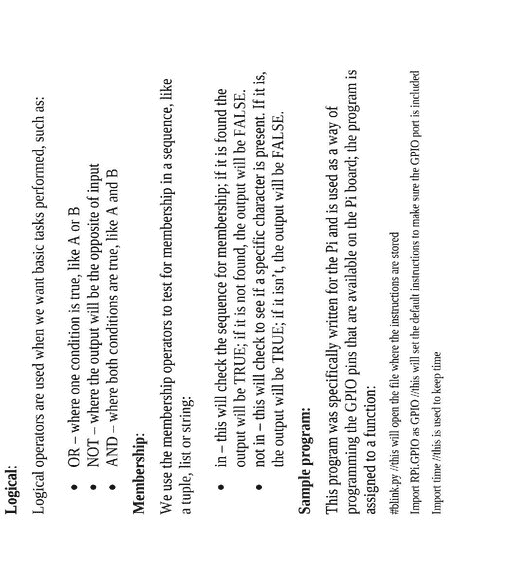 Logical:
Logical operators are used when we want basic tasks performed, such as:
• OR – where one condition is true, like A or B
• NOT – where the output will be the opposite of input
• AND – where both conditions are true, like A and B
Membership:
We use the membership operators to test for membership in a sequence, like
a tuple, list or string:
• in – this will check the sequence for membership; if it is found the
output will be TRUE; if it is not found, the output will be FALSE.
• not in – this will check to see if a specific character is present. If it is,
the output will be TRUE; if it isn't, the output will be FALSE.
Sample program:
This program was specifically written for the Pi and is used as a way of
programming the GPIO pins that are available on the Pi board; the program is
assigned to a function:
#blink.py //this will open the file where the instructions are stored
Import RPi.GPIO as GPIO //this will set the default instructions to make sure the GPIO port is included
Import time //this is used to keep time